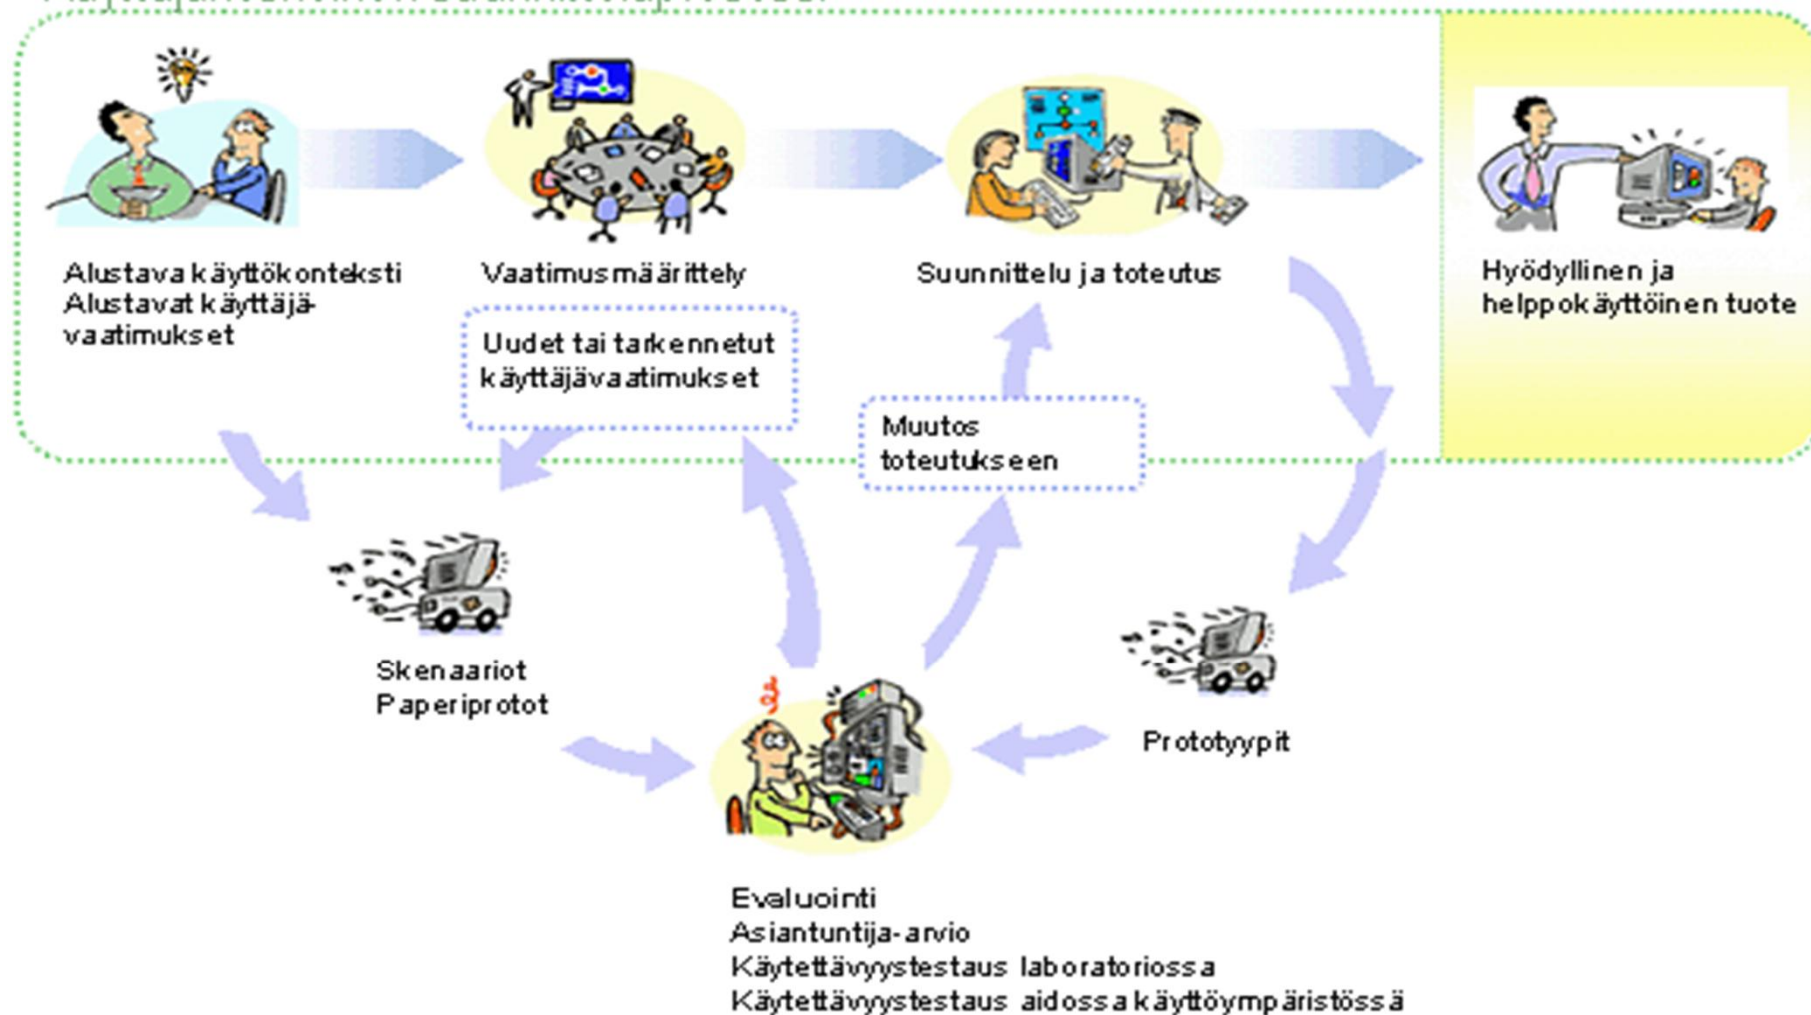 Alustava käyttökonteksti
Alustavat käyttäjä-
vaatimukset
Vaatimusmäärittely
Suunnittelu ja toteutus
Hyödyllinen ja
helppokäyttöinen tuote
Uudet tai tarkennetut
käyttäjävaatimukset
Muutos
toteutukseen
Skenaariot
Paperiprotot
Prototyypit
Evaluointi
Asiantuntija-arvio
Käytettävyystestaus laboratoriossa
Käytettävyystestaus aidossa käyttöympäristössä